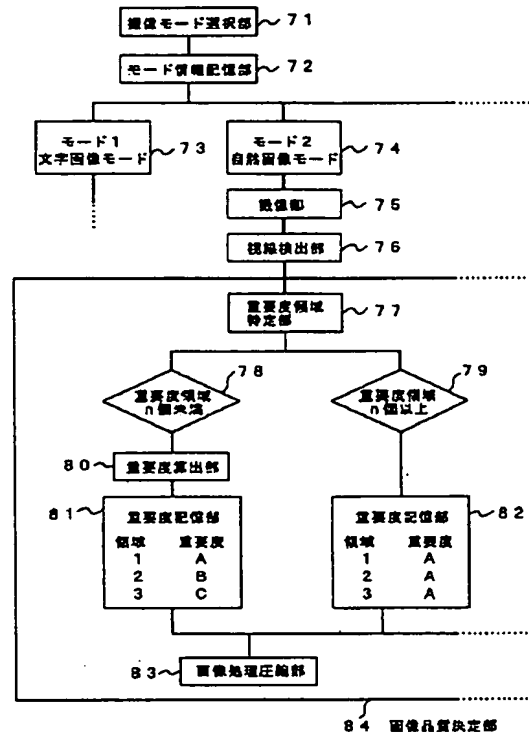 撮像モード選択部 71
モード情報記憶部 72
モード1
文字画像モード 73
モード2
自然画像モード 74
撮像部 75
視線検出部 76
重要度領域
特定部 77
78
重要度領域
n個未満
79
重要度領域
n個以上
80 重要度算出部
81
重要度記憶部
領域 重要度
1 A
2 B
3 C
82
重要度記憶部
領域 重要度
1 A
2 A
3 A
83 画像処理圧縮部
84 画像品質決定部